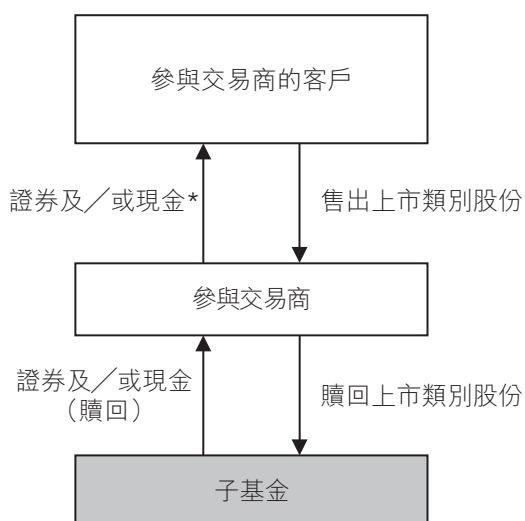 參與交易商的客戶
證券及╱或現金*
售出上市類別股份
參與交易商
證券及╱或現金
（贖回）
贖回上市類別股份
子基金